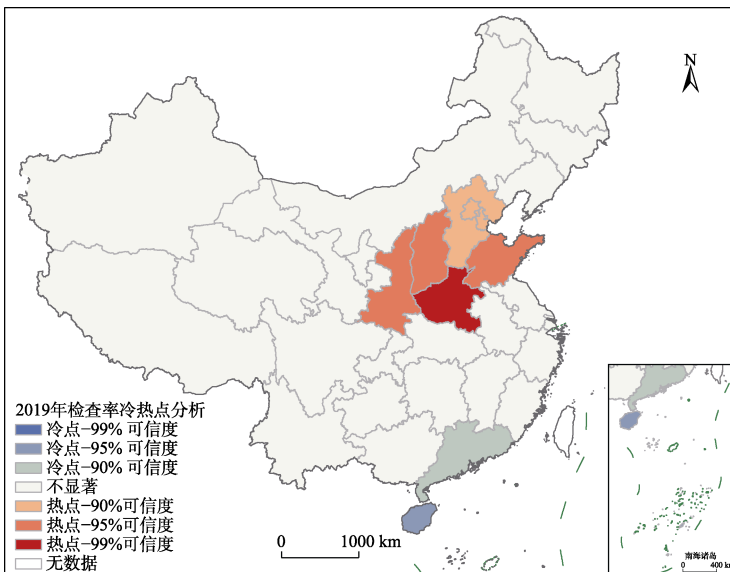 N
2019年检查率冷热点分析
冷点-99% 可信度
冷点-95% 可信度
冷点-90% 可信度
不显著
热点-90%可信度
热点-95%可信度
热点-99%可信度
无数据
0 1000 km
南海诸岛
0 400 km